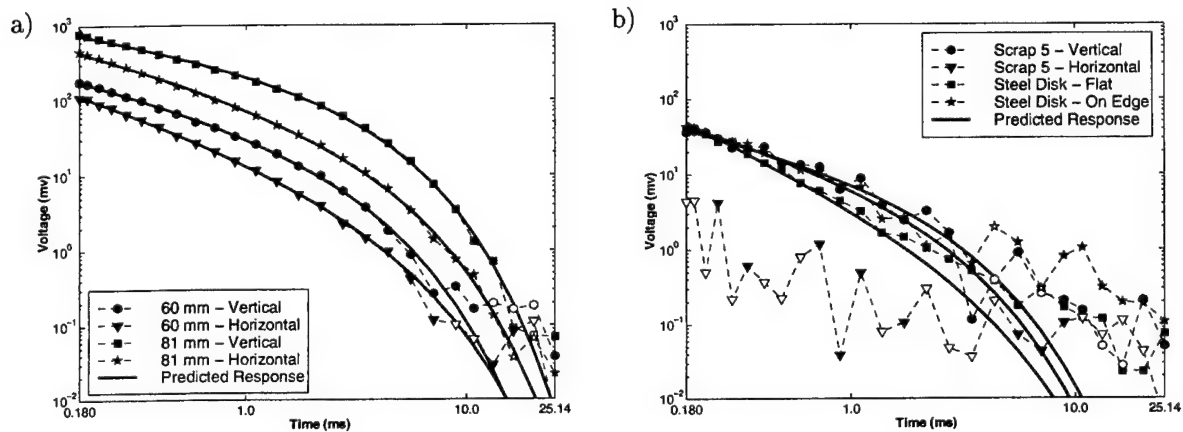 a)
10³
10²
10¹
10⁰
10⁻¹
10⁻²
Voltage (mv)
60 mm – Vertical
60 mm – Horizontal
81 mm – Vertical
81 mm – Horizontal
Predicted Response
0.180
1.0
10.0
25.14
Time (ms)
b)
10³
10²
10¹
10⁰
10⁻¹
10⁻²
Voltage (mv)
Scrap 5 – Vertical
Scrap 5 – Horizontal
Steel Disk – Flat
Steel Disk – On Edge
Predicted Response
0.180
1.0
10.0
25.14
Time (ms)